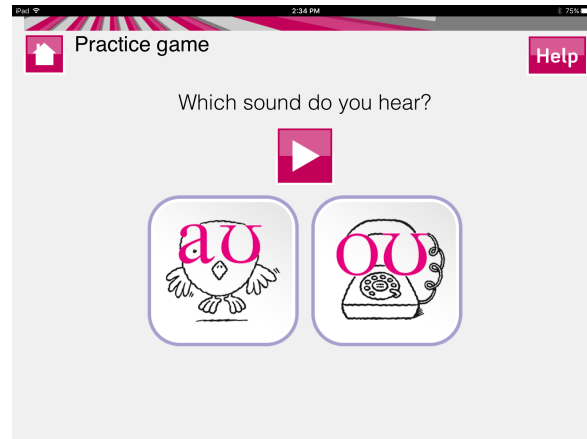 iPad 2:34 PM 75%
Practice game
Help
Which sound do you hear?
aʊ oʊ